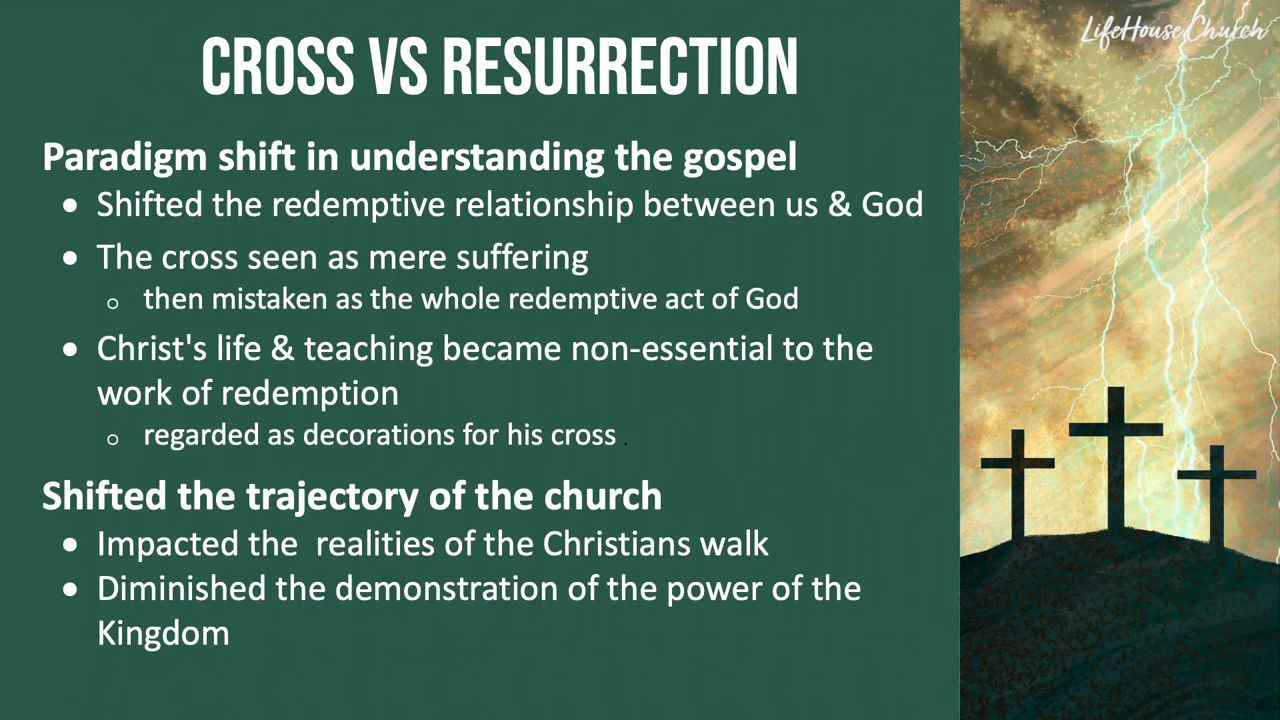 LifeHouse Church
CROSS VS RESURRECTION
Paradigm shift in understanding the gospel
• Shifted the redemptive relationship between us & God
• The cross seen as mere suffering
o then mistaken as the whole redemptive act of God
• Christ's life & teaching became non-essential to the
work of redemption
o regarded as decorations for his cross .
Shifted the trajectory of the church
• Impacted the  realities of the Christians walk
• Diminished the demonstration of the power of the
Kingdom